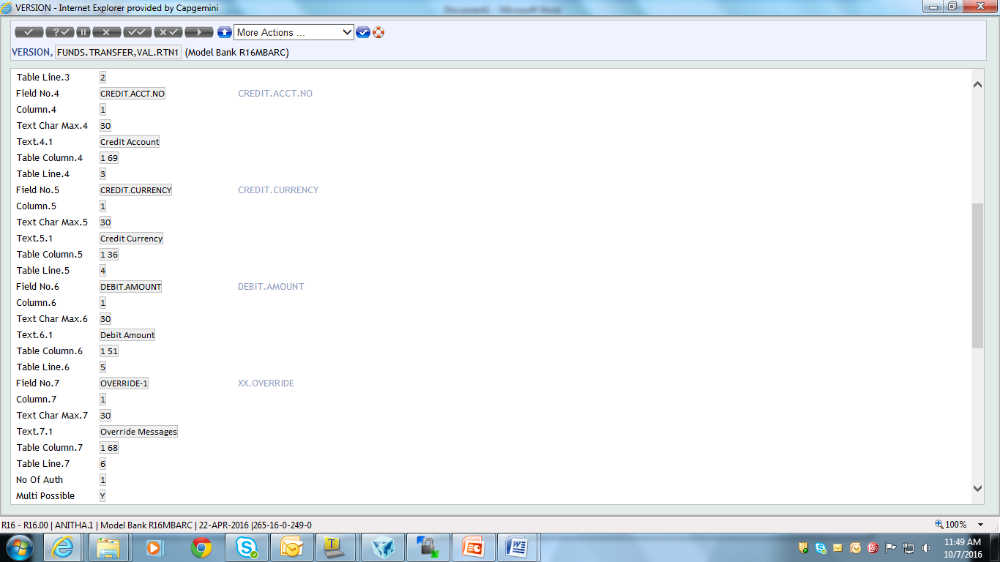 VERSION - Internet Explorer provided by Capgemini
More Actions ...
VERSION, FUNDS.TRANSFER,VAL.RTN1 (Model Bank R16MBARC)
Table Line.3 2
Field No.4 CREDIT.ACCT.NO CREDIT.ACCT.NO
Column.4 1
Text Char Max.4 30
Text.4.1 Credit Account
Table Column.4 1 69
Table Line.4 3
Field No.5 CREDIT.CURRENCY CREDIT.CURRENCY
Column.5 1
Text Char Max.5 30
Text.5.1 Credit Currency
Table Column.5 1 36
Table Line.5 4
Field No.6 DEBIT.AMOUNT DEBIT.AMOUNT
Column.6 1
Text Char Max.6 30
Text.6.1 Debit Amount
Table Column.6 1 51
Table Line.6 5
Field No.7 OVERRIDE-1 XX.OVERRIDE
Column.7 1
Text Char Max.7 30
Text.7.1 Override Messages
Table Column.7 1 68
Table Line.7 6
No Of Auth 1
Multi Possible Y
R16 - R16.00 | ANITHA.1 | Model Bank R16MBARC | 22-APR-2016 |265-16-0-249-0
100%
11:49 AM
10/7/2016